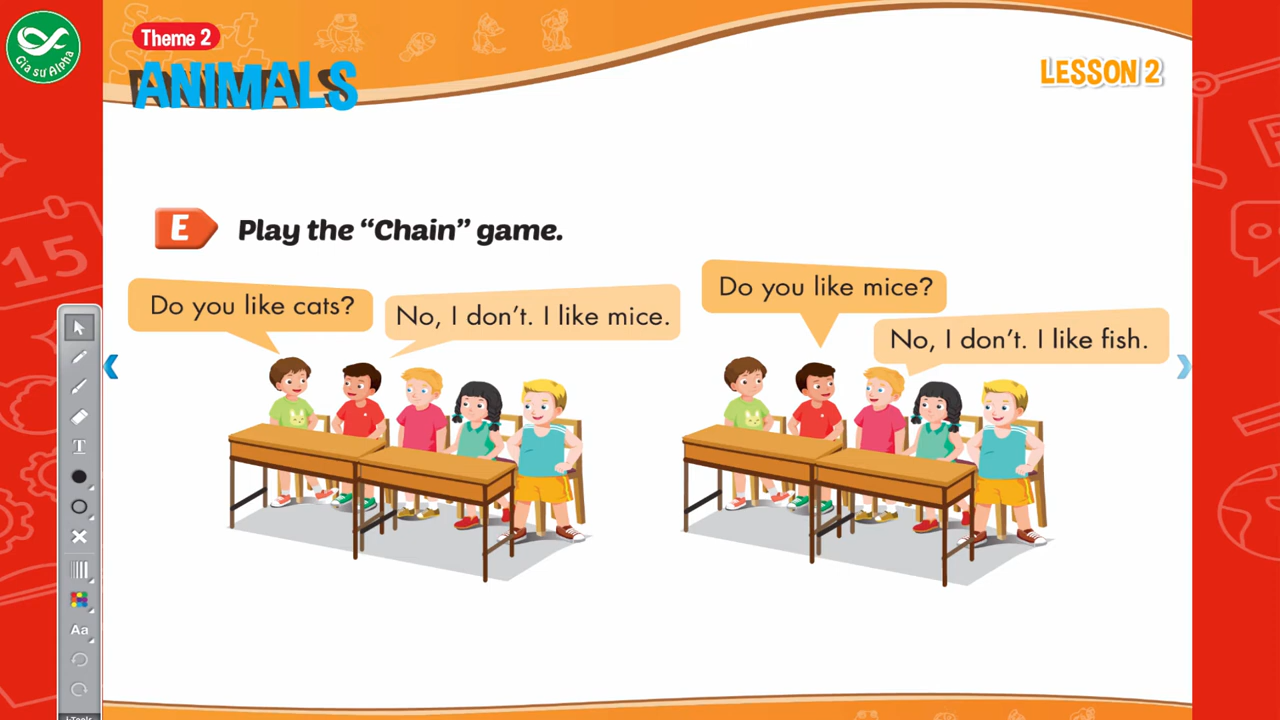 Gia sư Alpha
Theme 2
ANIMALS
LESSON 2
E
Play the “Chain” game.
Do you like cats?
No, I don’t. I like mice.
Do you like mice?
No, I don’t. I like fish.
15
T
Aa